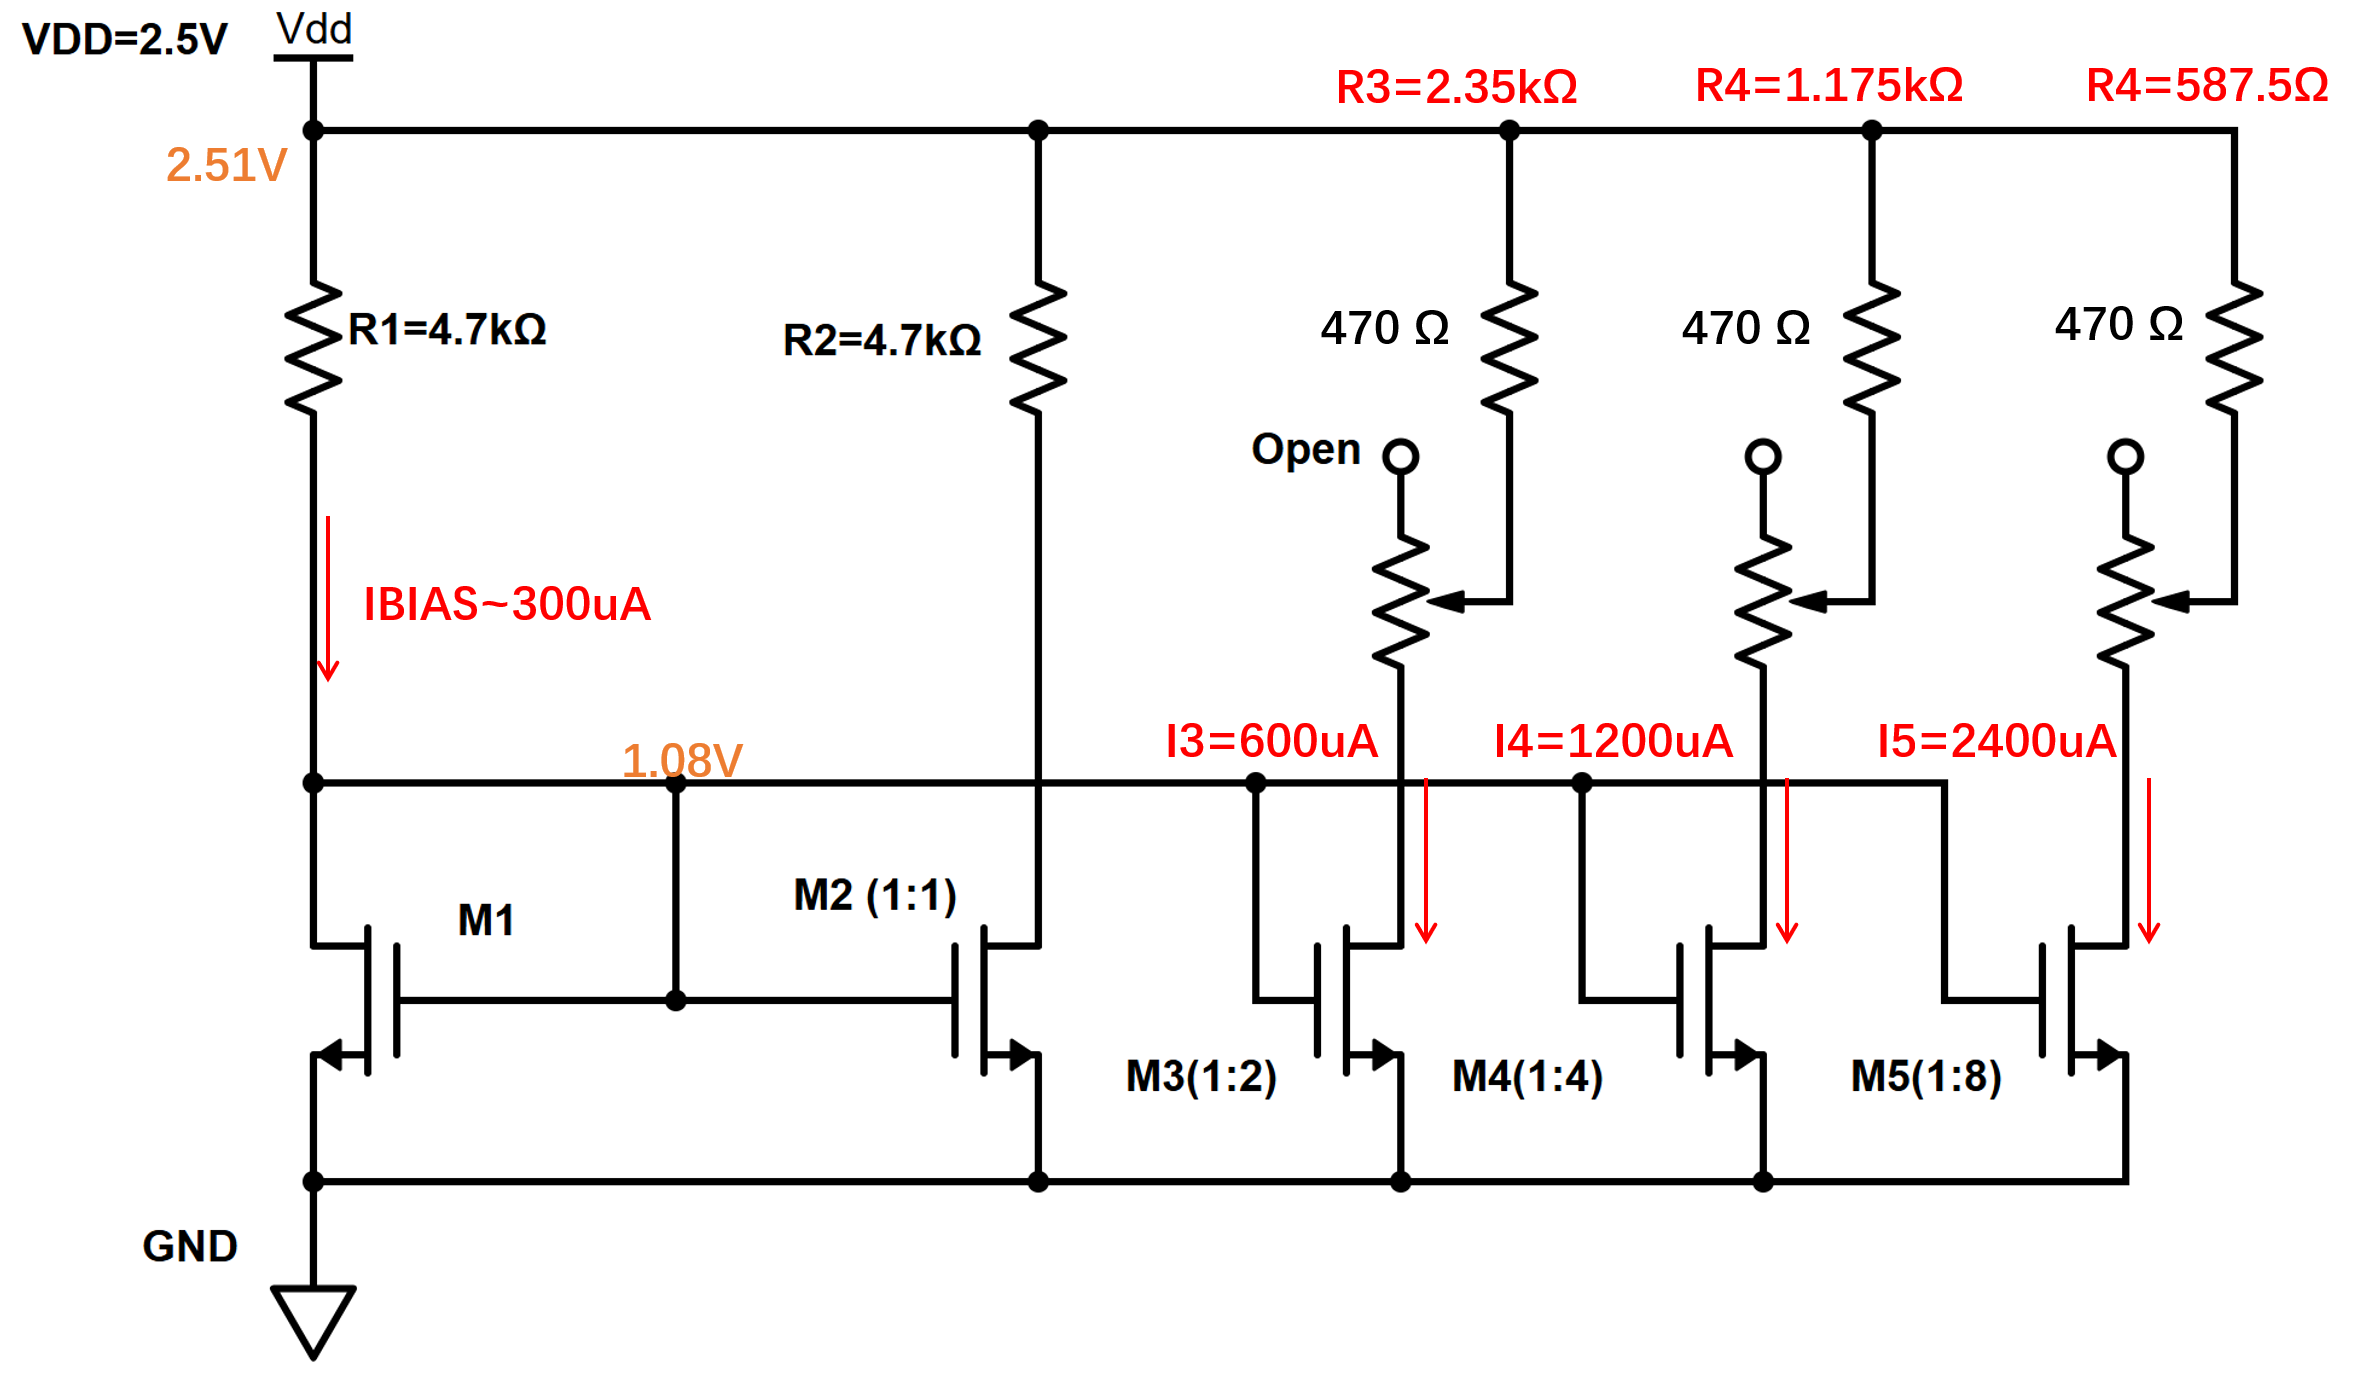 VDD=2.5V
Vdd
R3=2.35kΩ
R4=1.175kΩ
R4=587.5Ω
2.51V
R1=4.7kΩ
R2=4.7kΩ
470 Ω
470 Ω
470 Ω
Open
IBIAS~300uA
1.08V
I3=600uA
I4=1200uA
I5=2400uA
M1
M2 (1:1)
M3(1:2)
M4(1:4)
M5(1:8)
GND